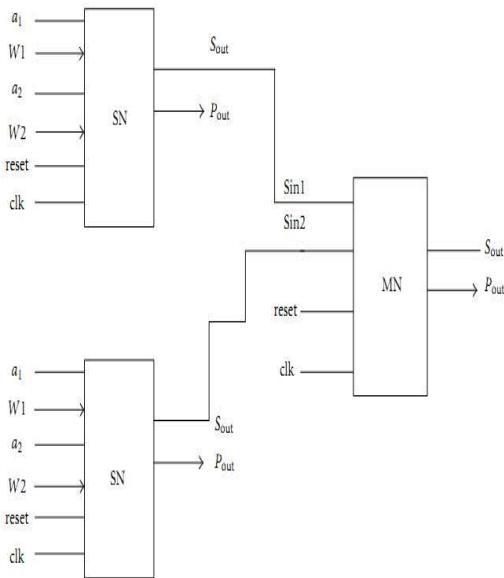 a1
W1
a2
W2
reset
clk
SN
Sout
Pout
Sin1
Sin2
reset
clk
MN
Sout
Pout
a1
W1
a2
W2
reset
clk
SN
Sout
Pout